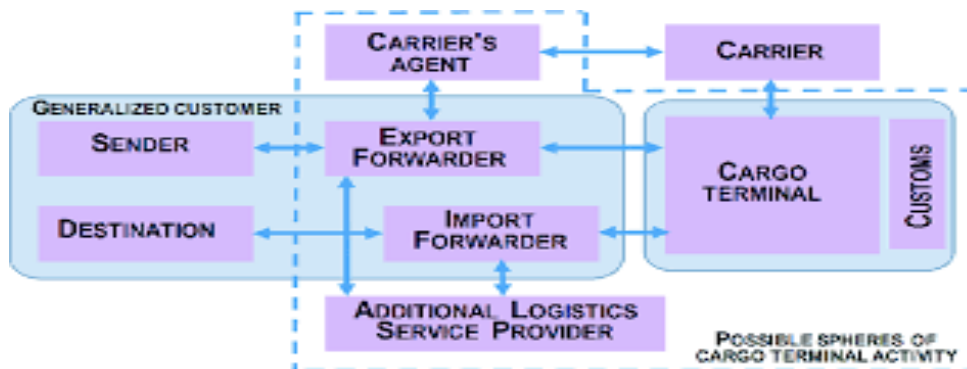 CARRIER'S
AGENT
CARRIER
GENERALIZED CUSTOMER
SENDER
EXPORT
FORWARDER
CARGO
TERMINAL
CUSTOMS
DESTINATION
IMPORT
FORWARDER
ADDITIONAL LOGISTICS
SERVICE PROVIDER
POSSIBLE SPHERES OF
CARGO TERMINAL ACTIVITY